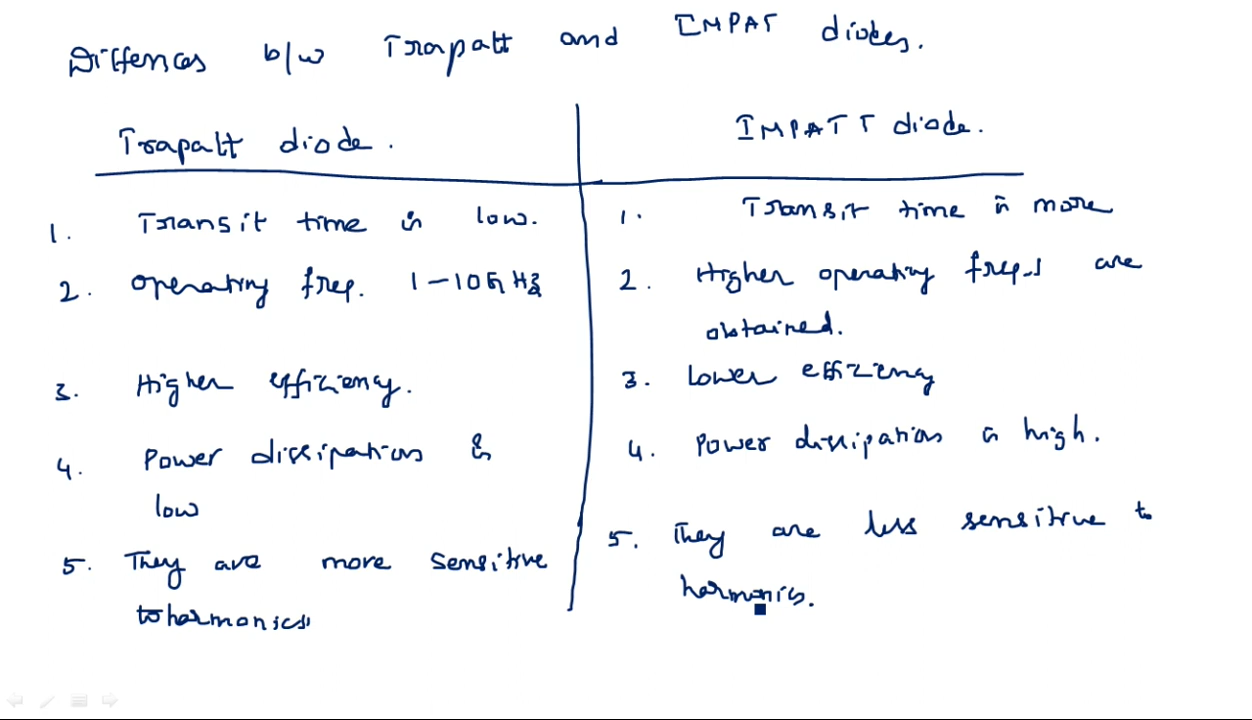 Diffences b/w Trapatt and IMPAT diodes.
Trapatt diode.
IMPATT diode.
1. Transit time is low.
2. operating freq. 1-10GHz
3. Higher efficiency.
4. Power dissipation is
low
5. They are more sensitive
to harmonics
1. Transit time is more
2. Higher operating freq.s are
obtained.
3. Lower efficiency
4. Power dissipation is high.
5. They are less sensitive to
harmonics.